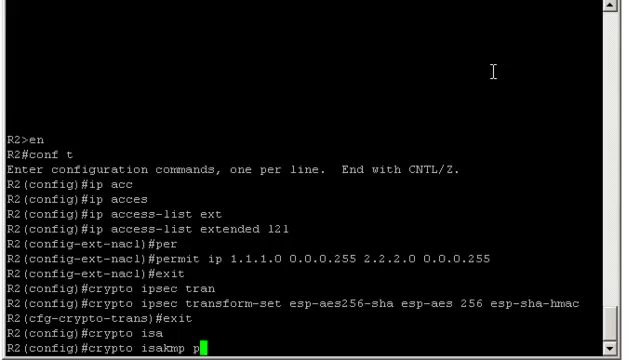 R2>en
R2#conf t
Enter configuration commands, one per line.  End with CNTL/Z.
R2(config)#ip acc
R2(config)#ip acces
R2(config)#ip access-list ext
R2(config)#ip access-list extended 121
R2(config-ext-nacl)#per
R2(config-ext-nacl)#permit ip 1.1.1.0 0.0.0.255 2.2.2.0 0.0.0.255
R2(config-ext-nacl)#exit
R2(config)#crypto ipsec tran
R2(config)#crypto ipsec transform-set esp-aes256-sha esp-aes 256 esp-sha-hmac
R2(cfg-crypto-trans)#exit
R2(config)#crypto isa
R2(config)#crypto isakmp p